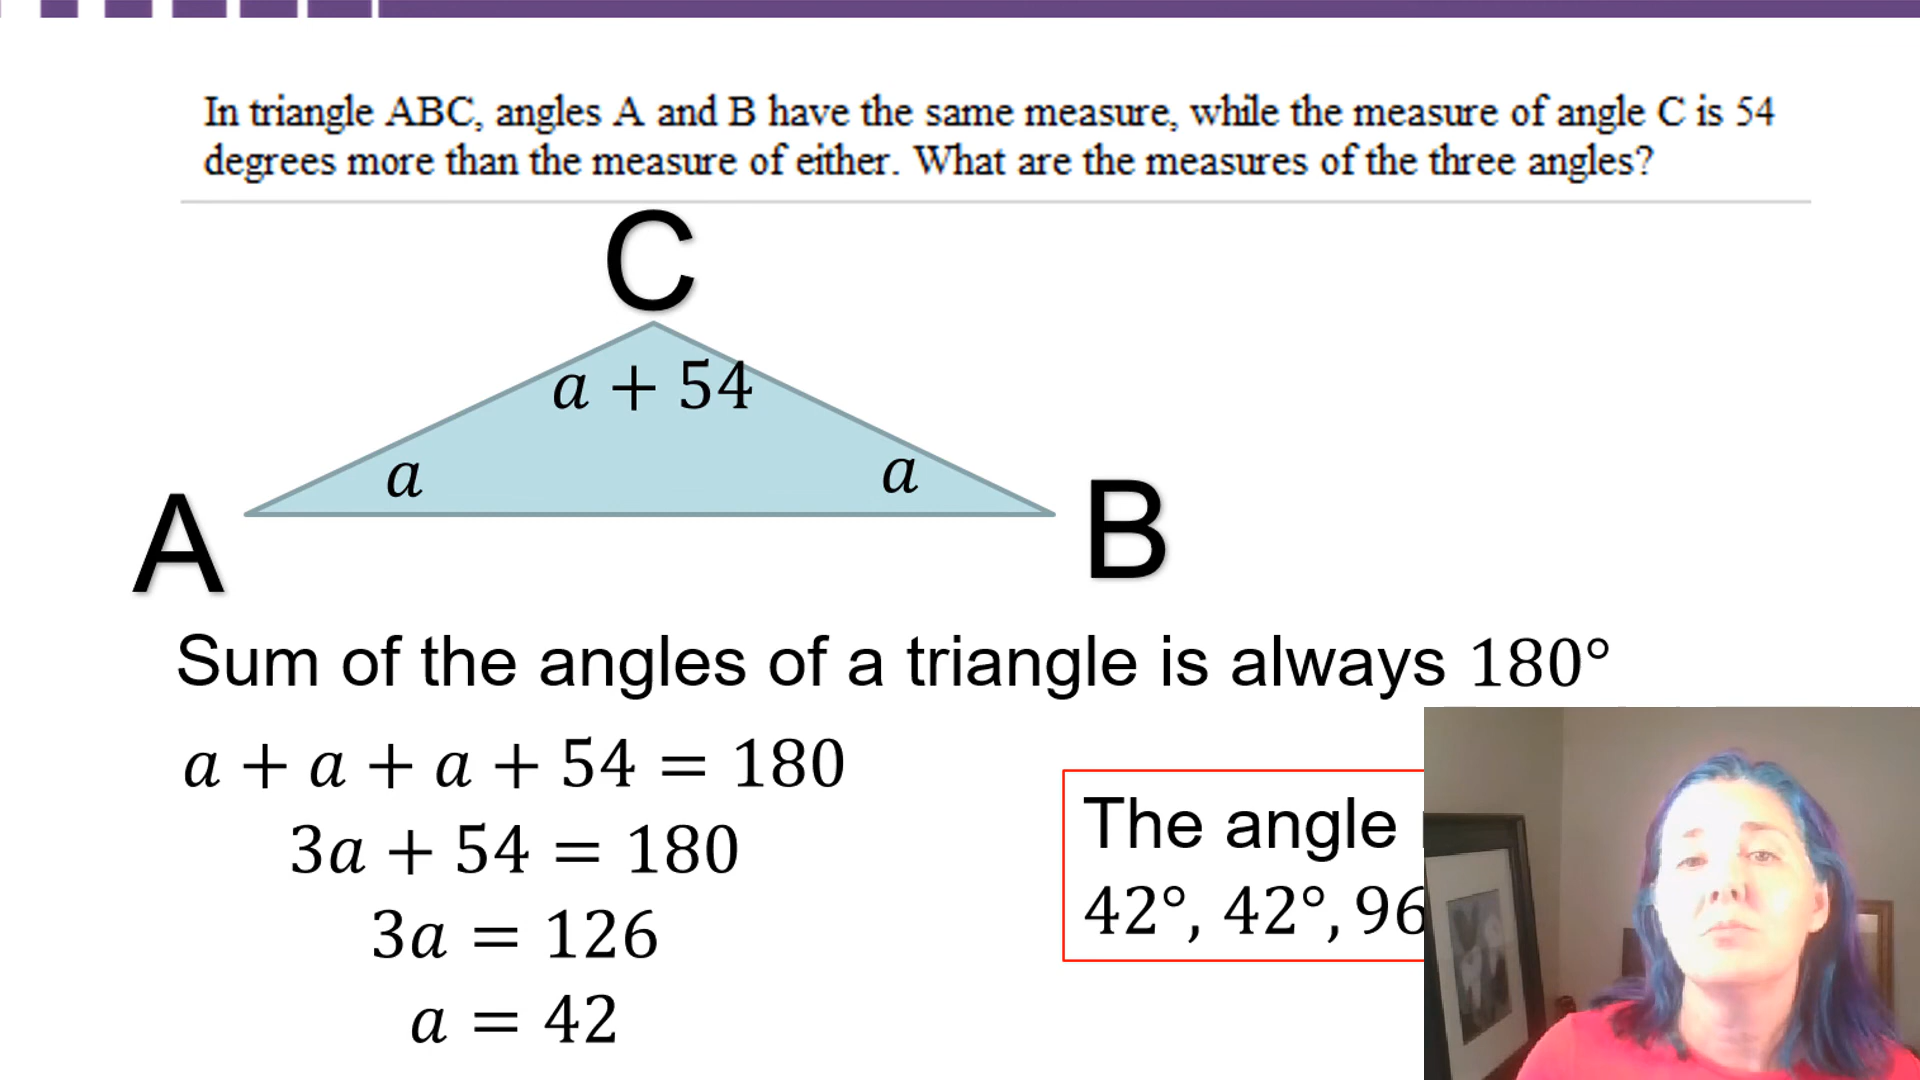 In triangle ABC, angles A and B have the same measure, while the measure of angle C is 54
degrees more than the measure of either. What are the measures of the three angles?
C
a + 54
a
a
A
B
Sum of the angles of a triangle is always 180°
a + a + a + 54 = 180
3a + 54 = 180
3a = 126
a = 42
The angle
42°, 42°, 96